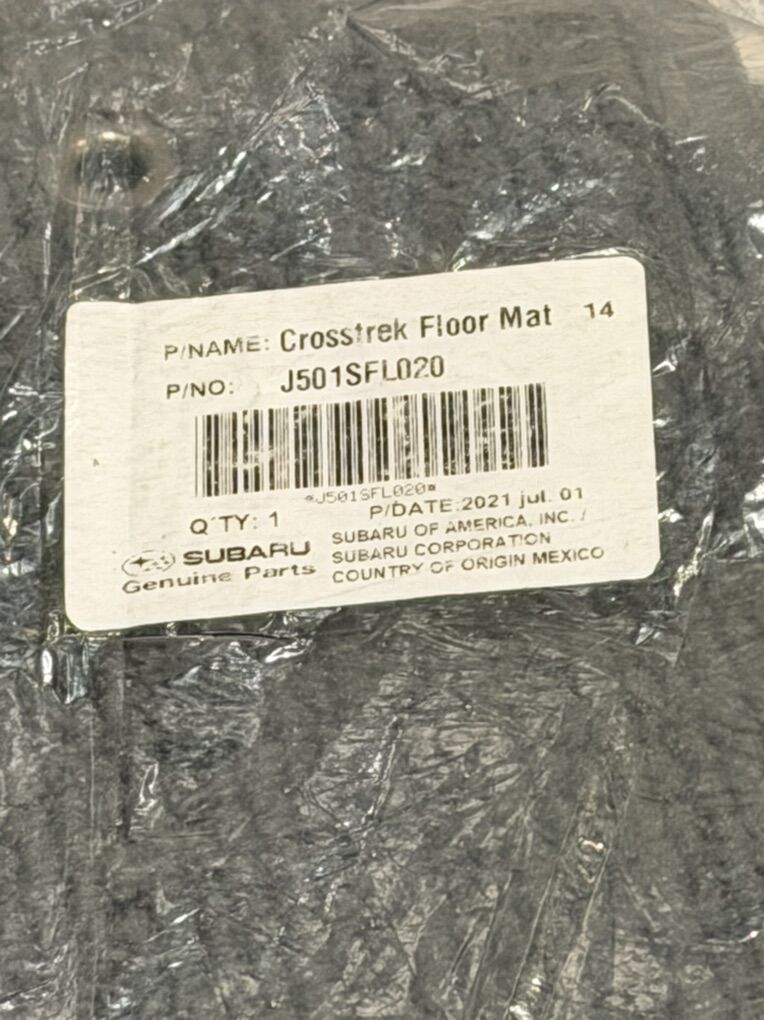 P/NAME: Crosstrek Floor Mat 14
P/NO: J501SFL020
*J501SFL020*
Q'TY: 1
P/DATE:2021 jul. 01
SUBARU
Genuine Parts
SUBARU OF AMERICA, INC. /
SUBARU CORPORATION
COUNTRY OF ORIGIN MEXICO